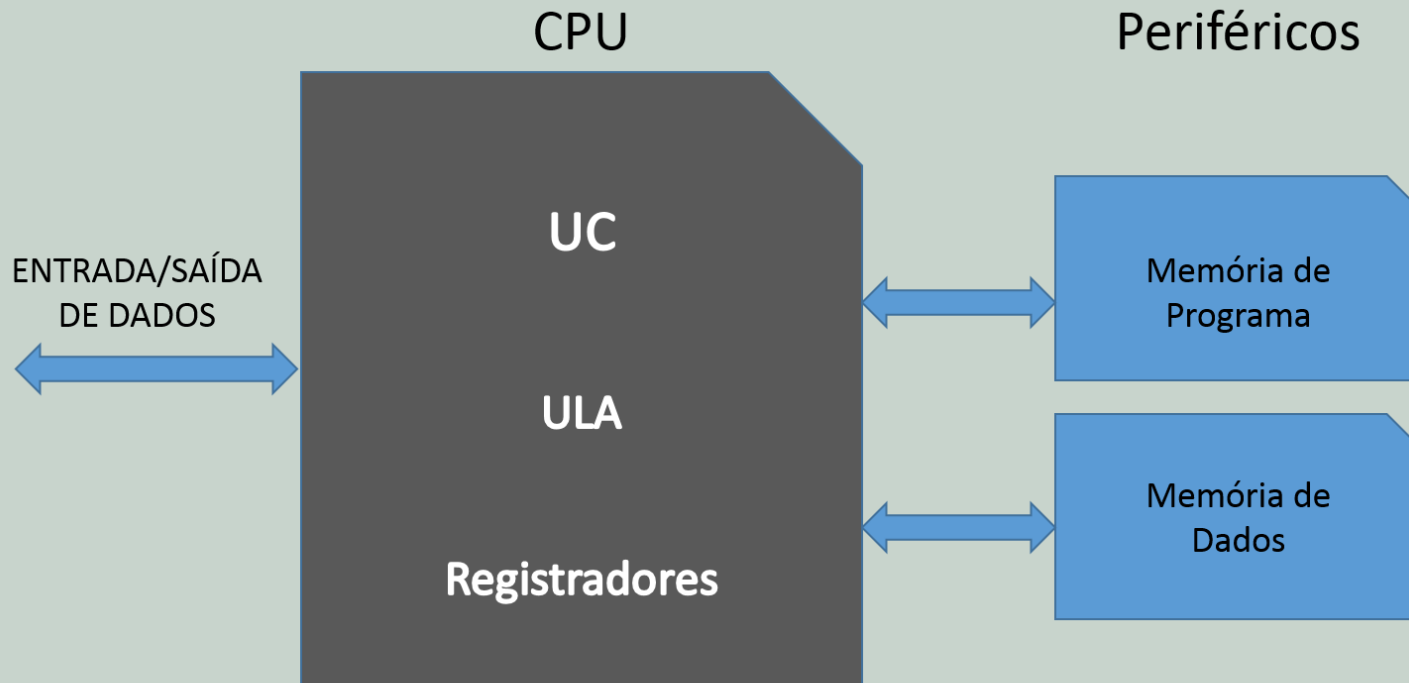 CPU
Periféricos
ENTRADA/SAÍDA
DE DADOS
UC
ULA
Registradores
Memória de
Programa
Memória de
Dados